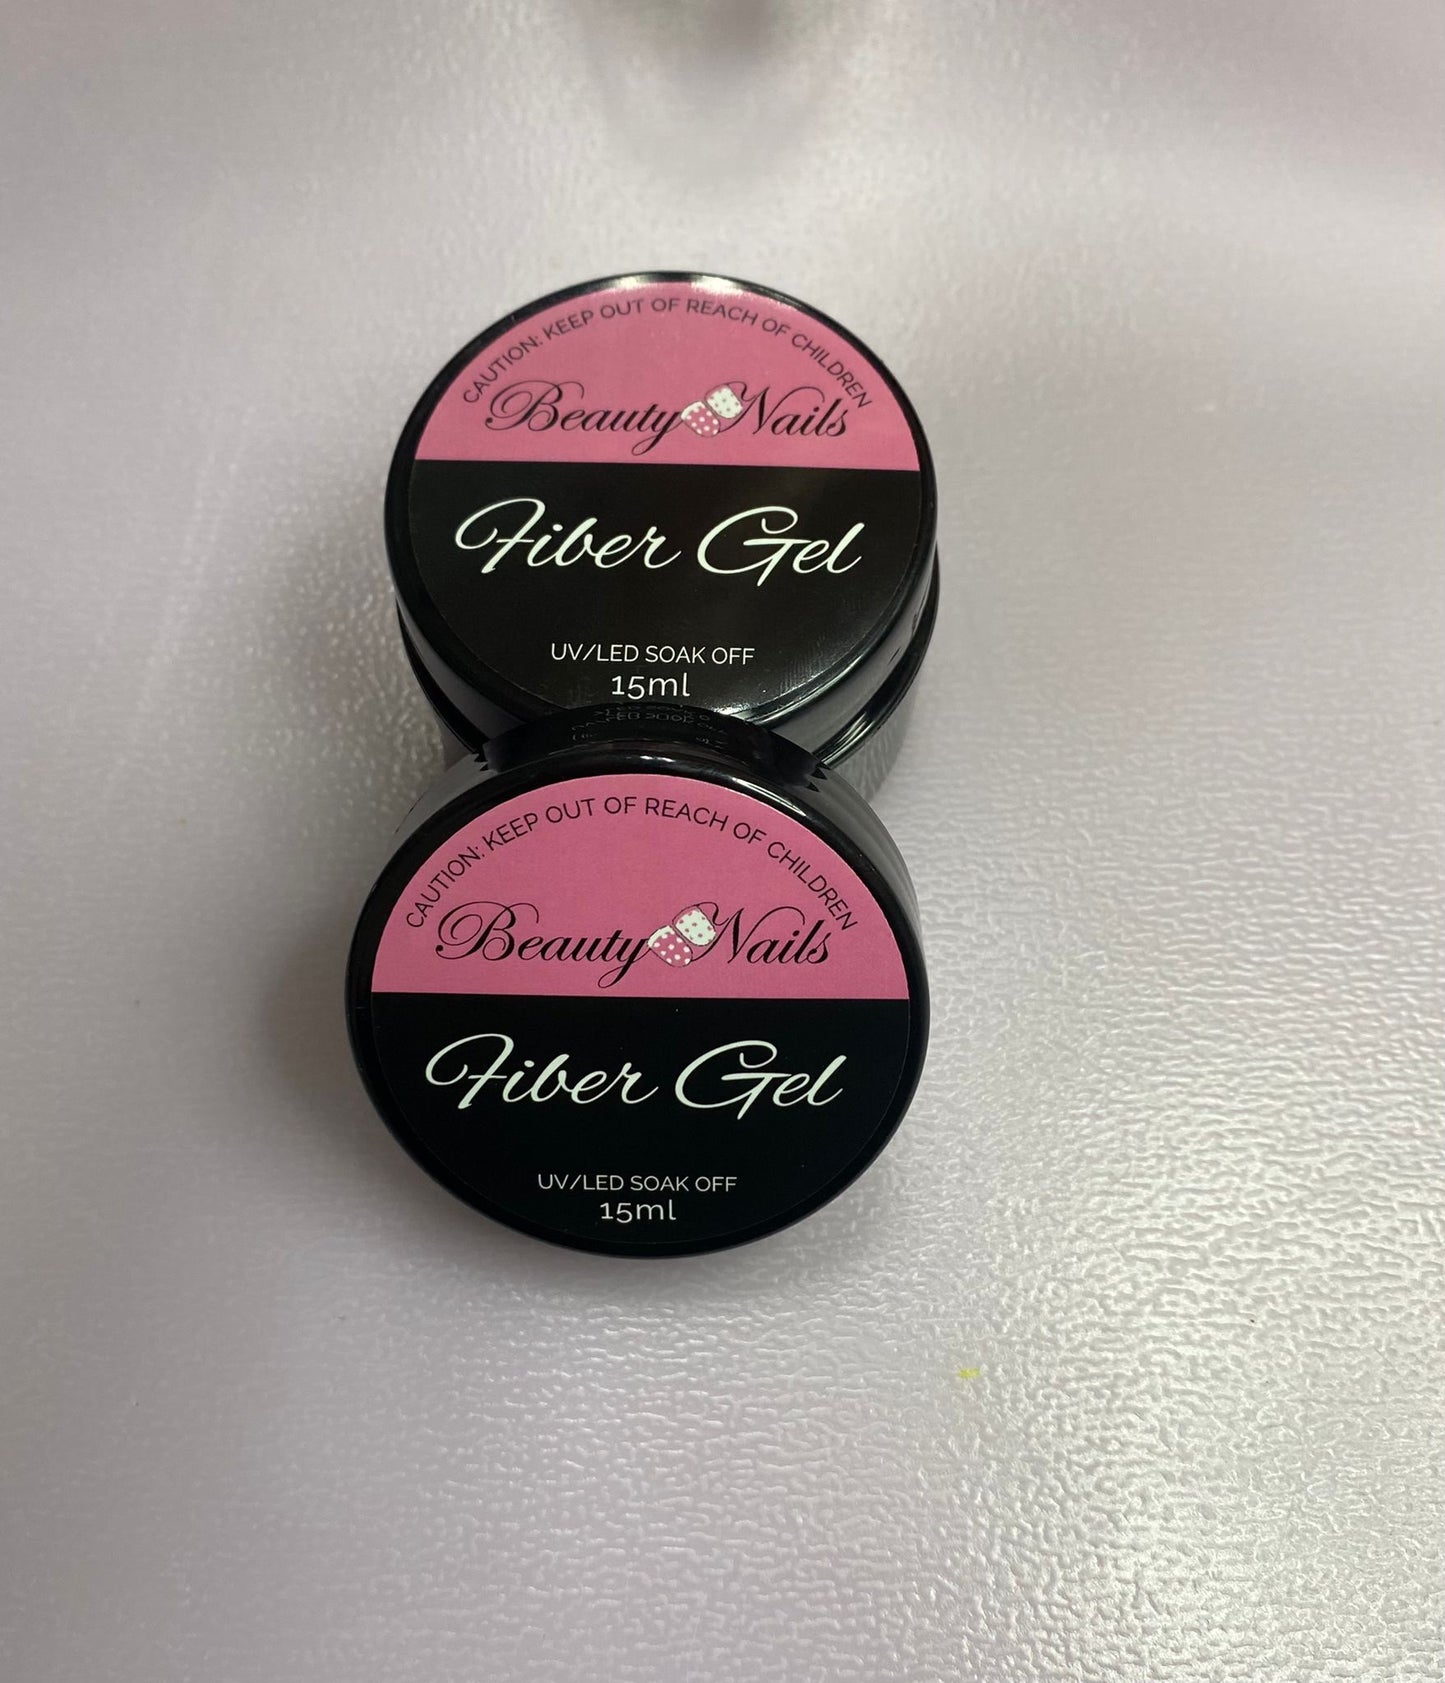 CAUTION: KEEP OUT OF REACH OF CHILDREN
Beauty Nails
Fiber Gel
UV/LED SOAK OFF
15ml
CAUTION: KEEP OUT OF REACH OF CHILDREN
Beauty Nails
Fiber Gel
UV/LED SOAK OFF
15ml